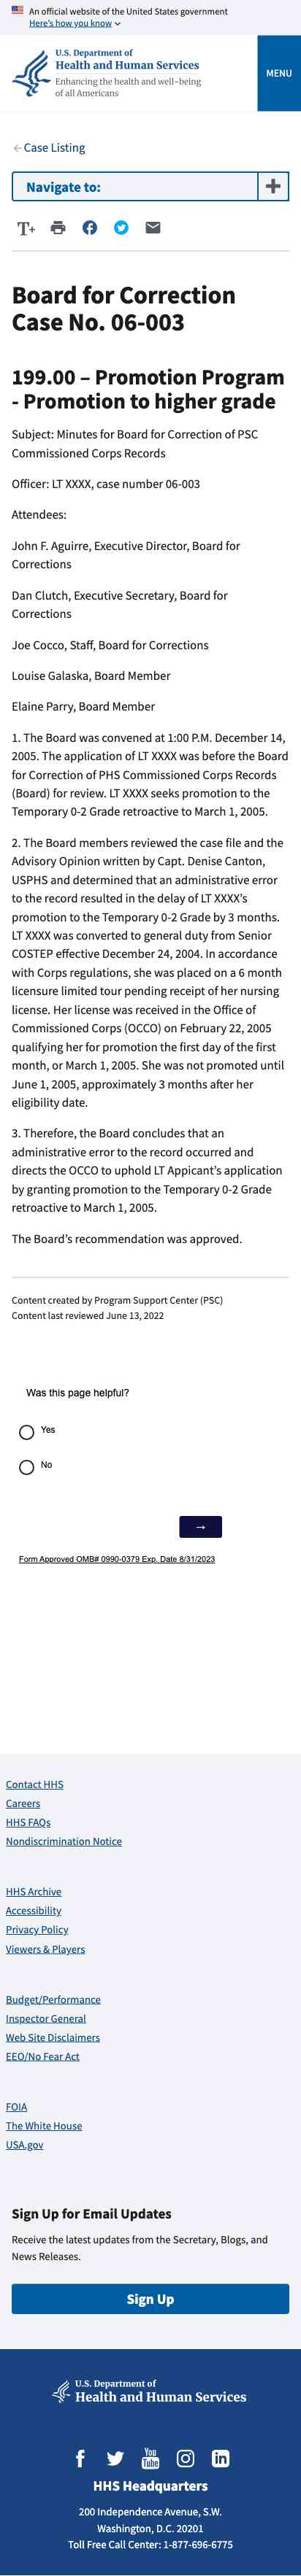 An official website of the United States government
Here's how you know
U.S. Department of
Health and Human Services
Enhancing the health and well-being
of all Americans
MENU
Case Listing
Navigate to:
T+
Board for Correction
Case No. 06-003
199.00 – Promotion Program
- Promotion to higher grade
Subject: Minutes for Board for Correction of PSC
Commissioned Corps Records
Officer: LT XXXX, case number 06-003
Attendees:
John F. Aguirre, Executive Director, Board for
Corrections
Dan Clutch, Executive Secretary, Board for
Corrections
Joe Cocco, Staff, Board for Corrections
Louise Galaska, Board Member
Elaine Parry, Board Member
1. The Board was convened at 1:00 P.M. December 14,
2005. The application of LT XXXX was before the Board
for Correction of PHS Commissioned Corps Records
(Board) for review. LT XXXX seeks promotion to the
Temporary 0-2 Grade retroactive to March 1, 2005.
2. The Board members reviewed the case file and the
Advisory Opinion written by Capt. Denise Canton,
USPHS and determined that an administrative error
to the record resulted in the delay of LT XXXX's
promotion to the Temporary 0-2 Grade by 3 months.
LT XXXX was converted to general duty from Senior
COSTEP effective December 24, 2004. In accordance
with Corps regulations, she was placed on a 6 month
licensure limited tour pending receipt of her nursing
license. Her license was received in the Office of
Commissioned Corps (OCCO) on February 22, 2005
qualifying her for promotion the first day of the first
month, or March 1, 2005. She was not promoted until
June 1, 2005, approximately 3 months after her
eligibility date.
3. Therefore, the Board concludes that an
administrative error to the record occurred and
directs the OCCO to uphold LT Appicant's application
by granting promotion to the Temporary 0-2 Grade
retroactive to March 1, 2005.
The Board's recommendation was approved.
Content created by Program Support Center (PSC)
Content last reviewed June 13, 2022
Was this page helpful?
Yes
No
→
Form Approved OMB# 0990-0379 Exp. Date 8/31/2023
Contact HHS
Careers
HHS FAQs
Nondiscrimination Notice
HHS Archive
Accessibility
Privacy Policy
Viewers & Players
Budget/Performance
Inspector General
Web Site Disclaimers
EEO/No Fear Act
FOIA
The White House
USA.gov
Sign Up for Email Updates
Receive the latest updates from the Secretary, Blogs, and
News Releases.
Sign Up
U.S. Department of
Health and Human Services
You Tube
HHS Headquarters
200 Independence Avenue, S.W.
Washington, D.C. 20201
Toll Free Call Center: 1-877-696-6775